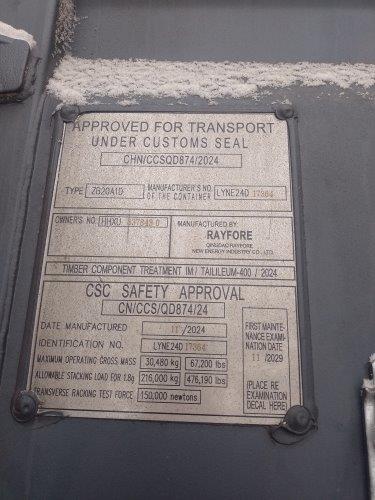 APPROVED FOR TRANSPORT
UNDER CUSTOMS SEAL
CHN/CCSQD874/2024
TYPE ZG20A1D MANUFACTURER'S NO OF THE CONTAINER LYNE24D 17364
OWNER'S NO. HHXU
MANUFACTURED BY
RAYFORE
QINGDAO RAYFORE
NEW ENERGY INDUSTRY CO., LTD
TIMBER COMPONENT TREATMENT IM / TAILILEUM-400 / 2024
CSC SAFETY APPROVAL
CN/CCS/QD874/24
DATE MANUFACTURED 11/2024
IDENTIFICATION NO. LYNE24D 17364
MAXIMUM OPERATING GROSS MASS 30,480 kg 67,200 lbs
ALLOWABLE STACKING LOAD FOR 1.8g 216,000 kg 476,190 lbs
TRANSVERSE RACKING TEST FORCE 150,000 newtons
FIRST MAINTE-
NANCE EXAMI-
NATION DATE
11 /2029
(PLACE RE
EXAMINATION
DECAL HERE)